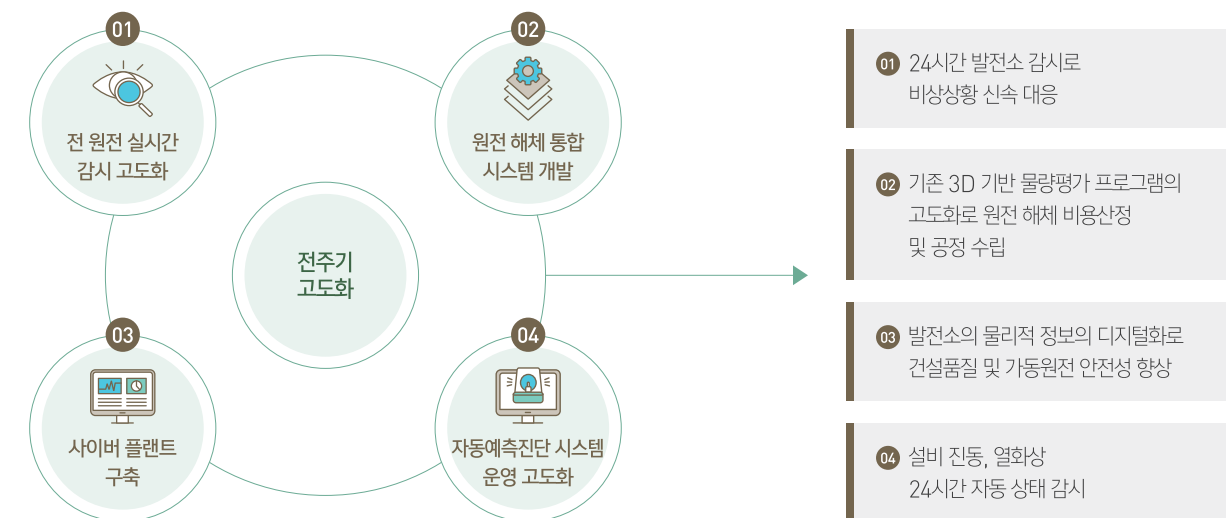 01
전 원전 실시간
감시 고도화
02
원전 해체 통합
시스템 개발
전주기
고도화
03
사이버 플랜트
구축
04
자동예측진단 시스템
운영 고도화
01 24시간 발전소 감시로
비상상황 신속 대응
02 기존 3D 기반 물량평가 프로그램의
고도화로 원전 해체 비용산정
및 공정 수립
03 발전소의 물리적 정보의 디지털화로
건설품질 및 가동원전 안전성 향상
04 설비 진동, 열화상
24시간 자동 상태 감시